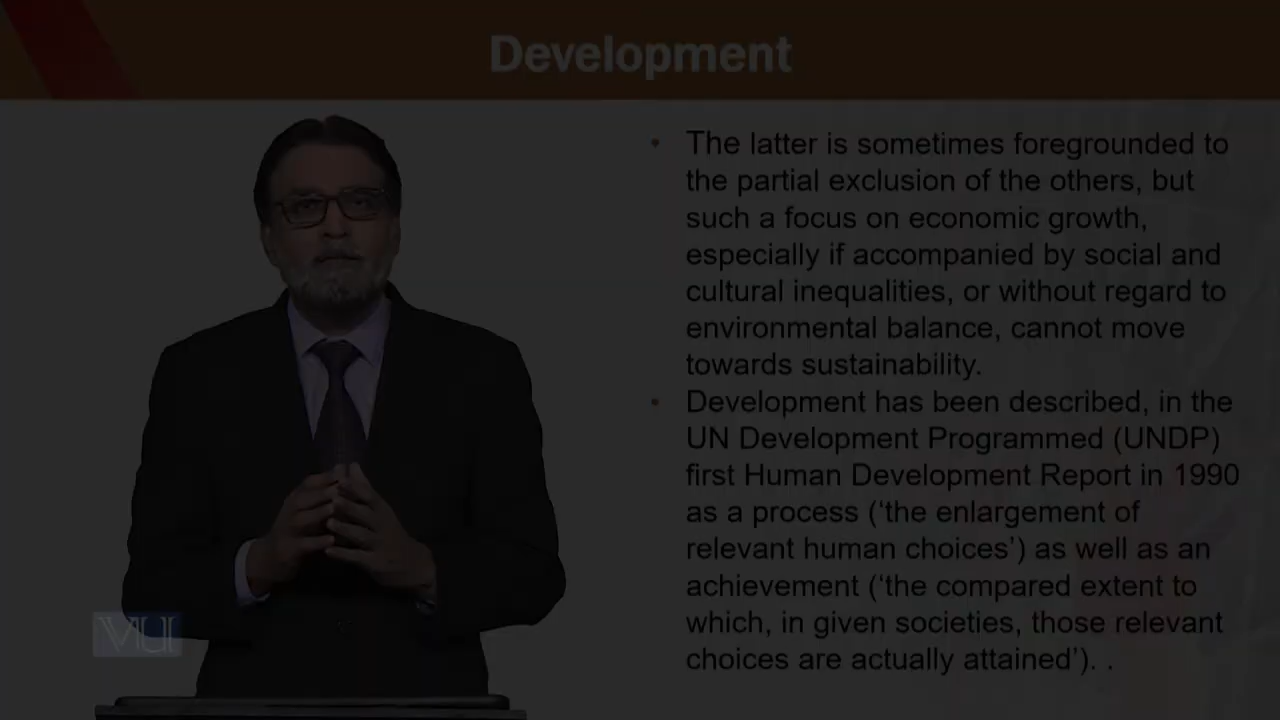 Development
• The latter is sometimes foregrounded to
the partial exclusion of the others, but
such a focus on economic growth,
especially if accompanied by social and
cultural inequalities, or without regard to
environmental balance, cannot move
towards sustainability.
• Development has been described, in the
UN Development Programmed (UNDP)
first Human Development Report in 1990
as a process (‘the enlargement of
relevant human choices’) as well as an
achievement (‘the compared extent to
which, in given societies, those relevant
choices are actually attained’). .
VU